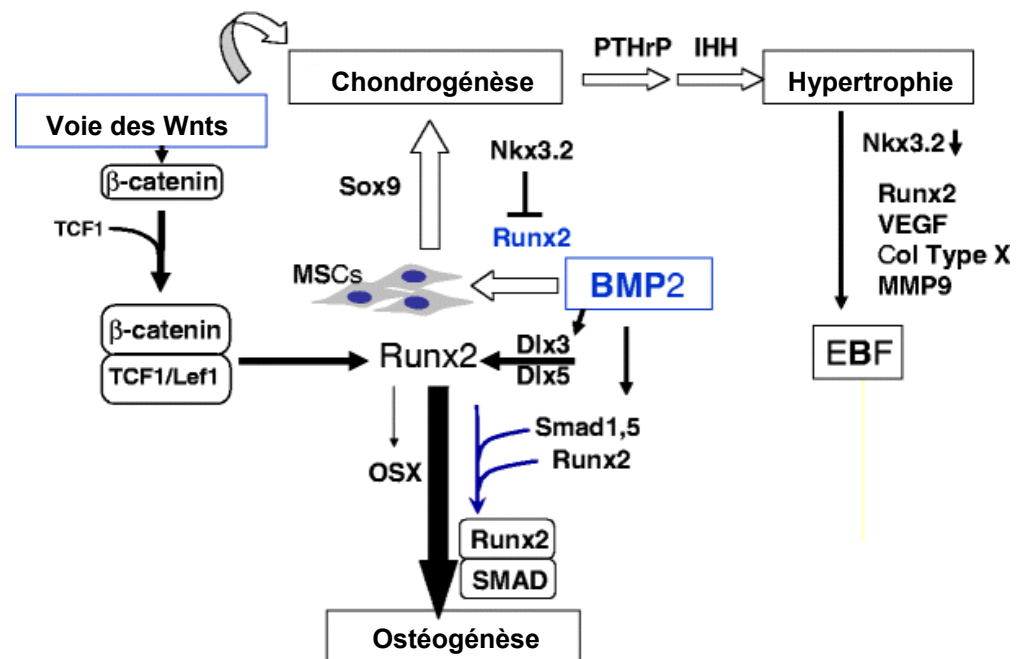 PTHrP
IHH
Chondrogénèse
Hypertrophie
Voie des Wnts
β-catenin
TCF1
Sox9
Nkx3.2
Runx2
Nkx3.2
Runx2
VEGF
Col Type X
MMP9
MSCs
BMP2
β-catenin
TCF1/Lef1
Runx2
Dlx3
Dlx5
EBF
OSX
Smad1,5
Runx2
Runx2
SMAD
Ostéogénèse